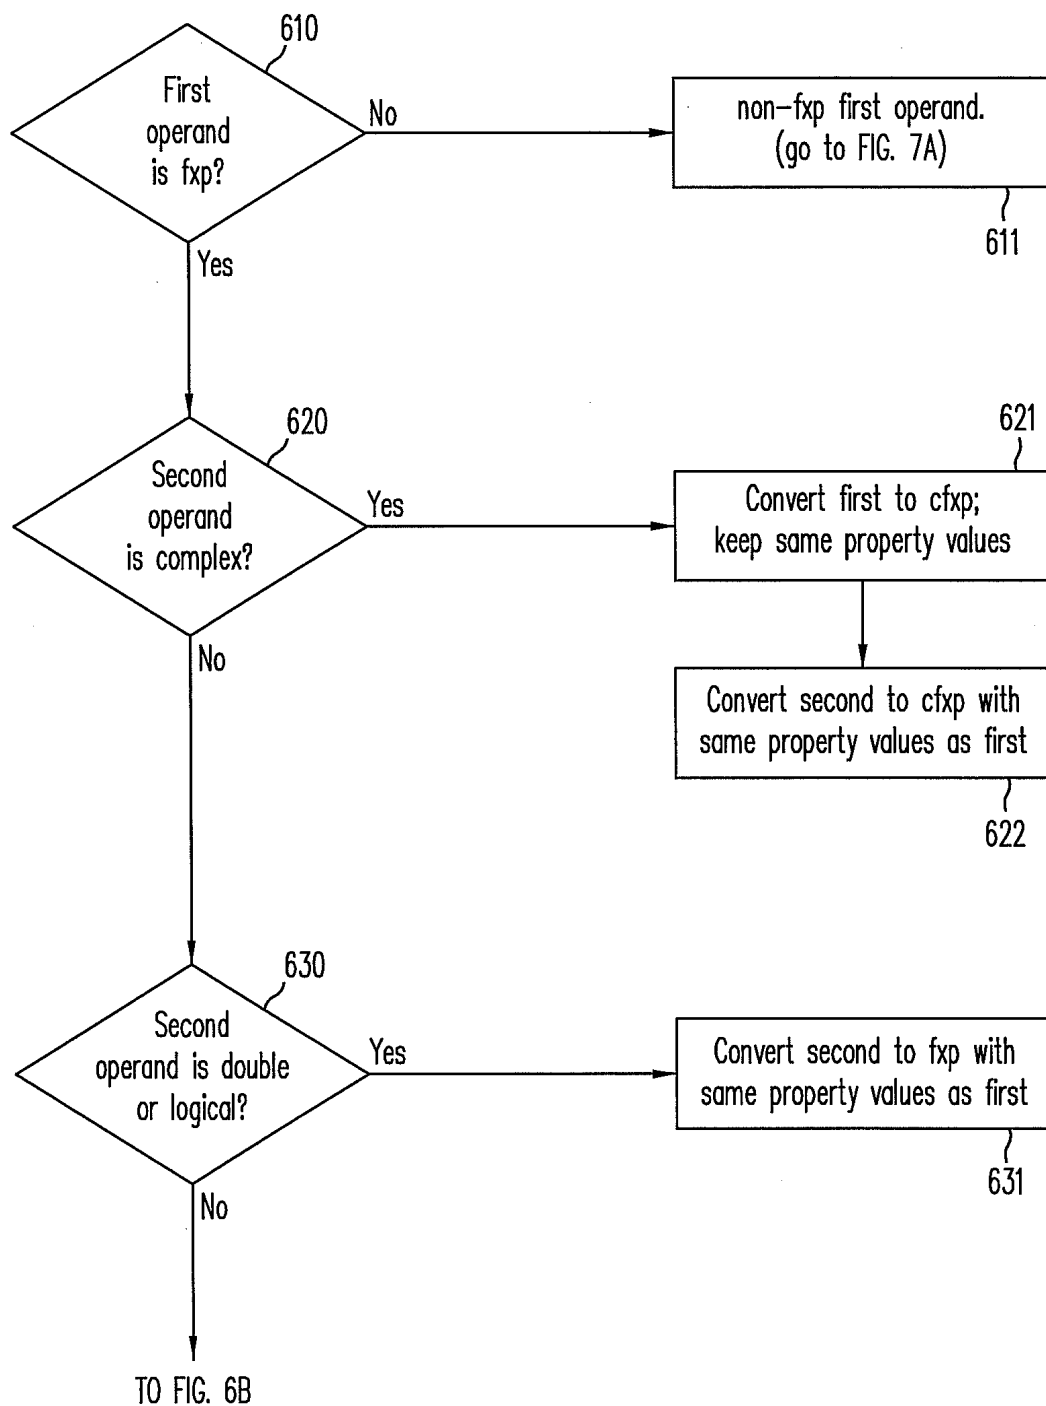 610
First
operand
is fxp?
No
non-fxp first operand.
(go to FIG. 7A)
611
Yes
620
Second
operand
is complex?
Yes
621
Convert first to cfxp;
keep same property values
No
Convert second to cfxp with
same property values as first
622
630
Second
operand is double
or logical?
Yes
Convert second to fxp with
same property values as first
631
No
TO FIG. 6B